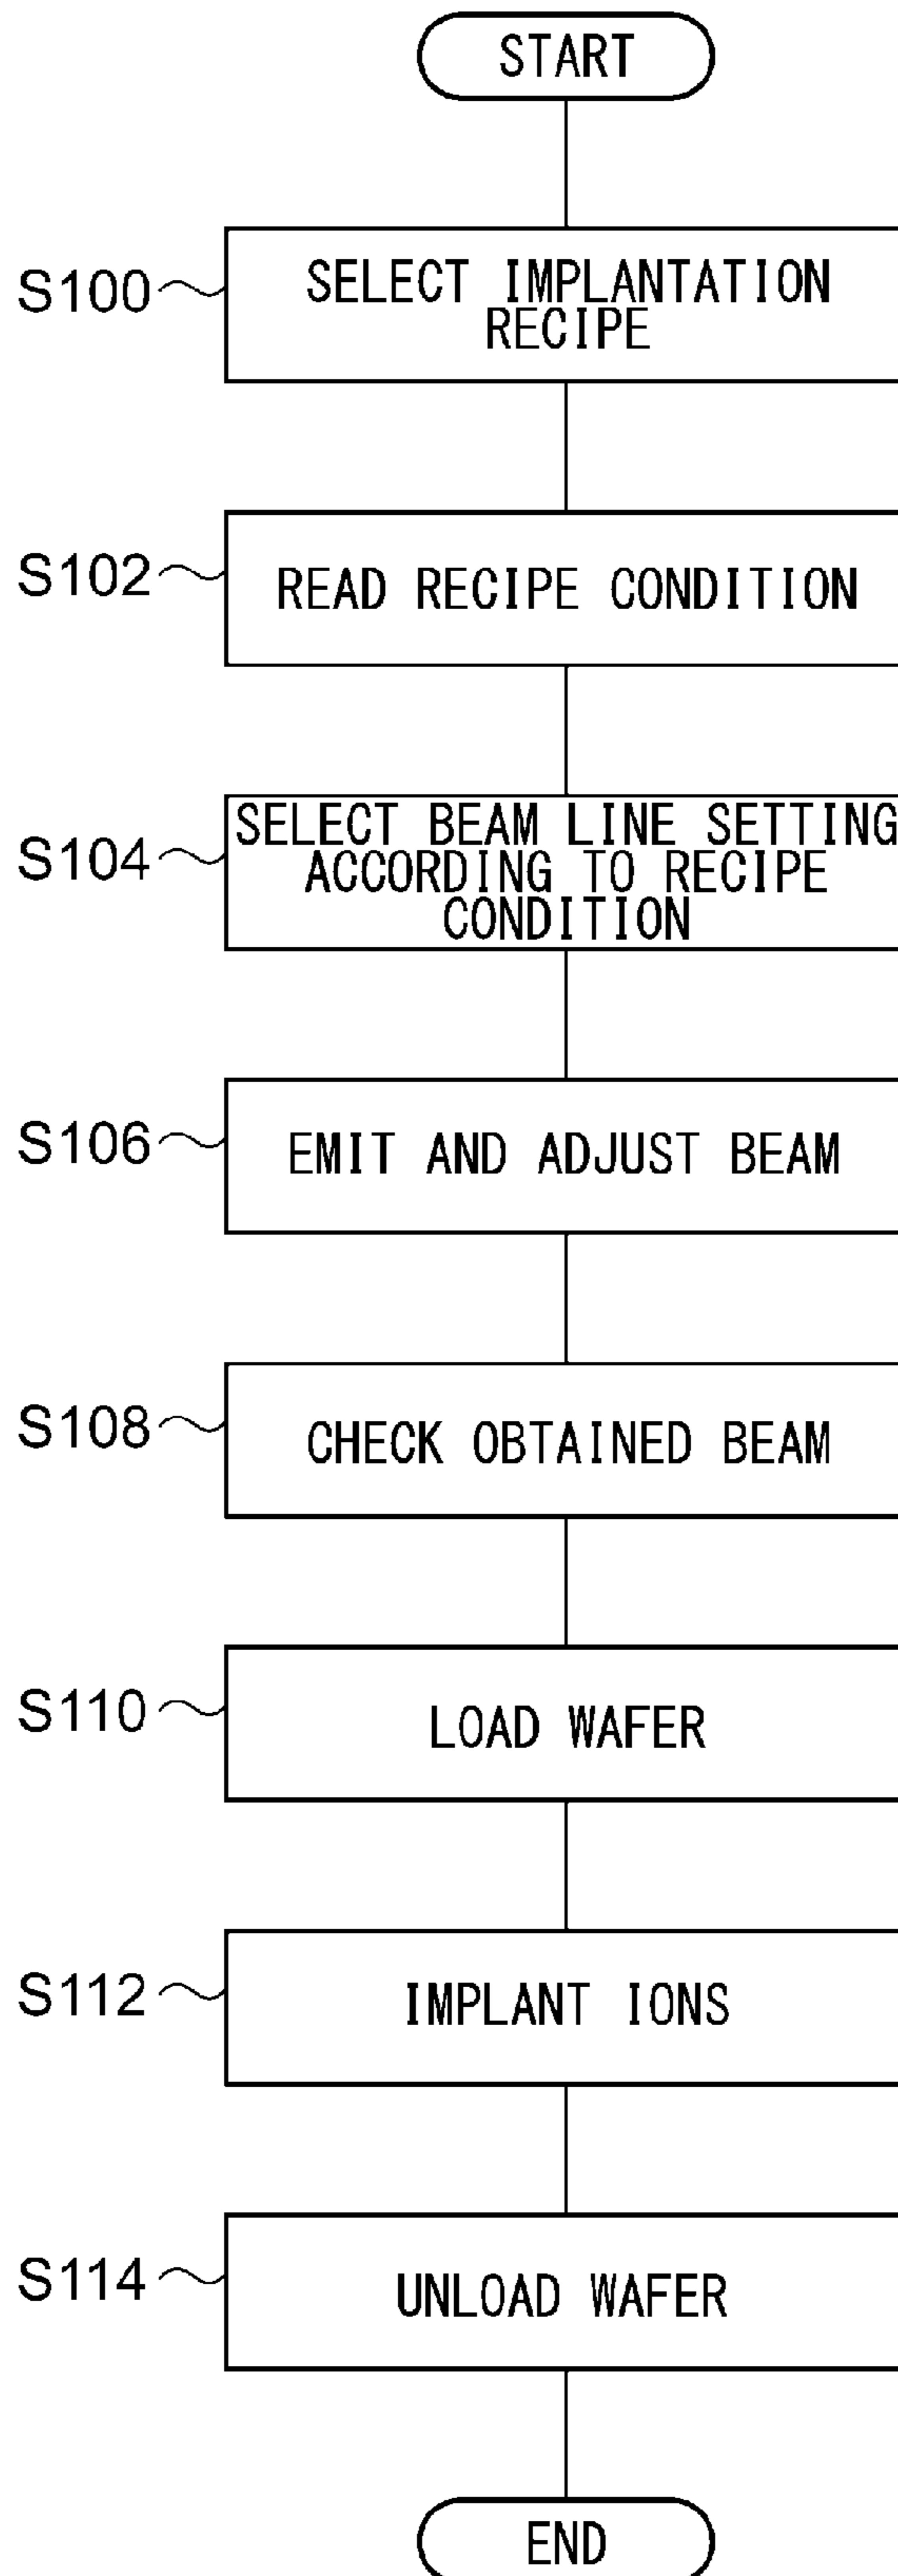 START
S100
SELECT IMPLANTATION
RECIPE
S102
READ RECIPE CONDITION
S104
SELECT BEAM LINE SETTING
ACCORDING TO RECIPE
CONDITION
S106
EMIT AND ADJUST BEAM
S108
CHECK OBTAINED BEAM
S110
LOAD WAFER
S112
IMPLANT IONS
S114
UNLOAD WAFER
END